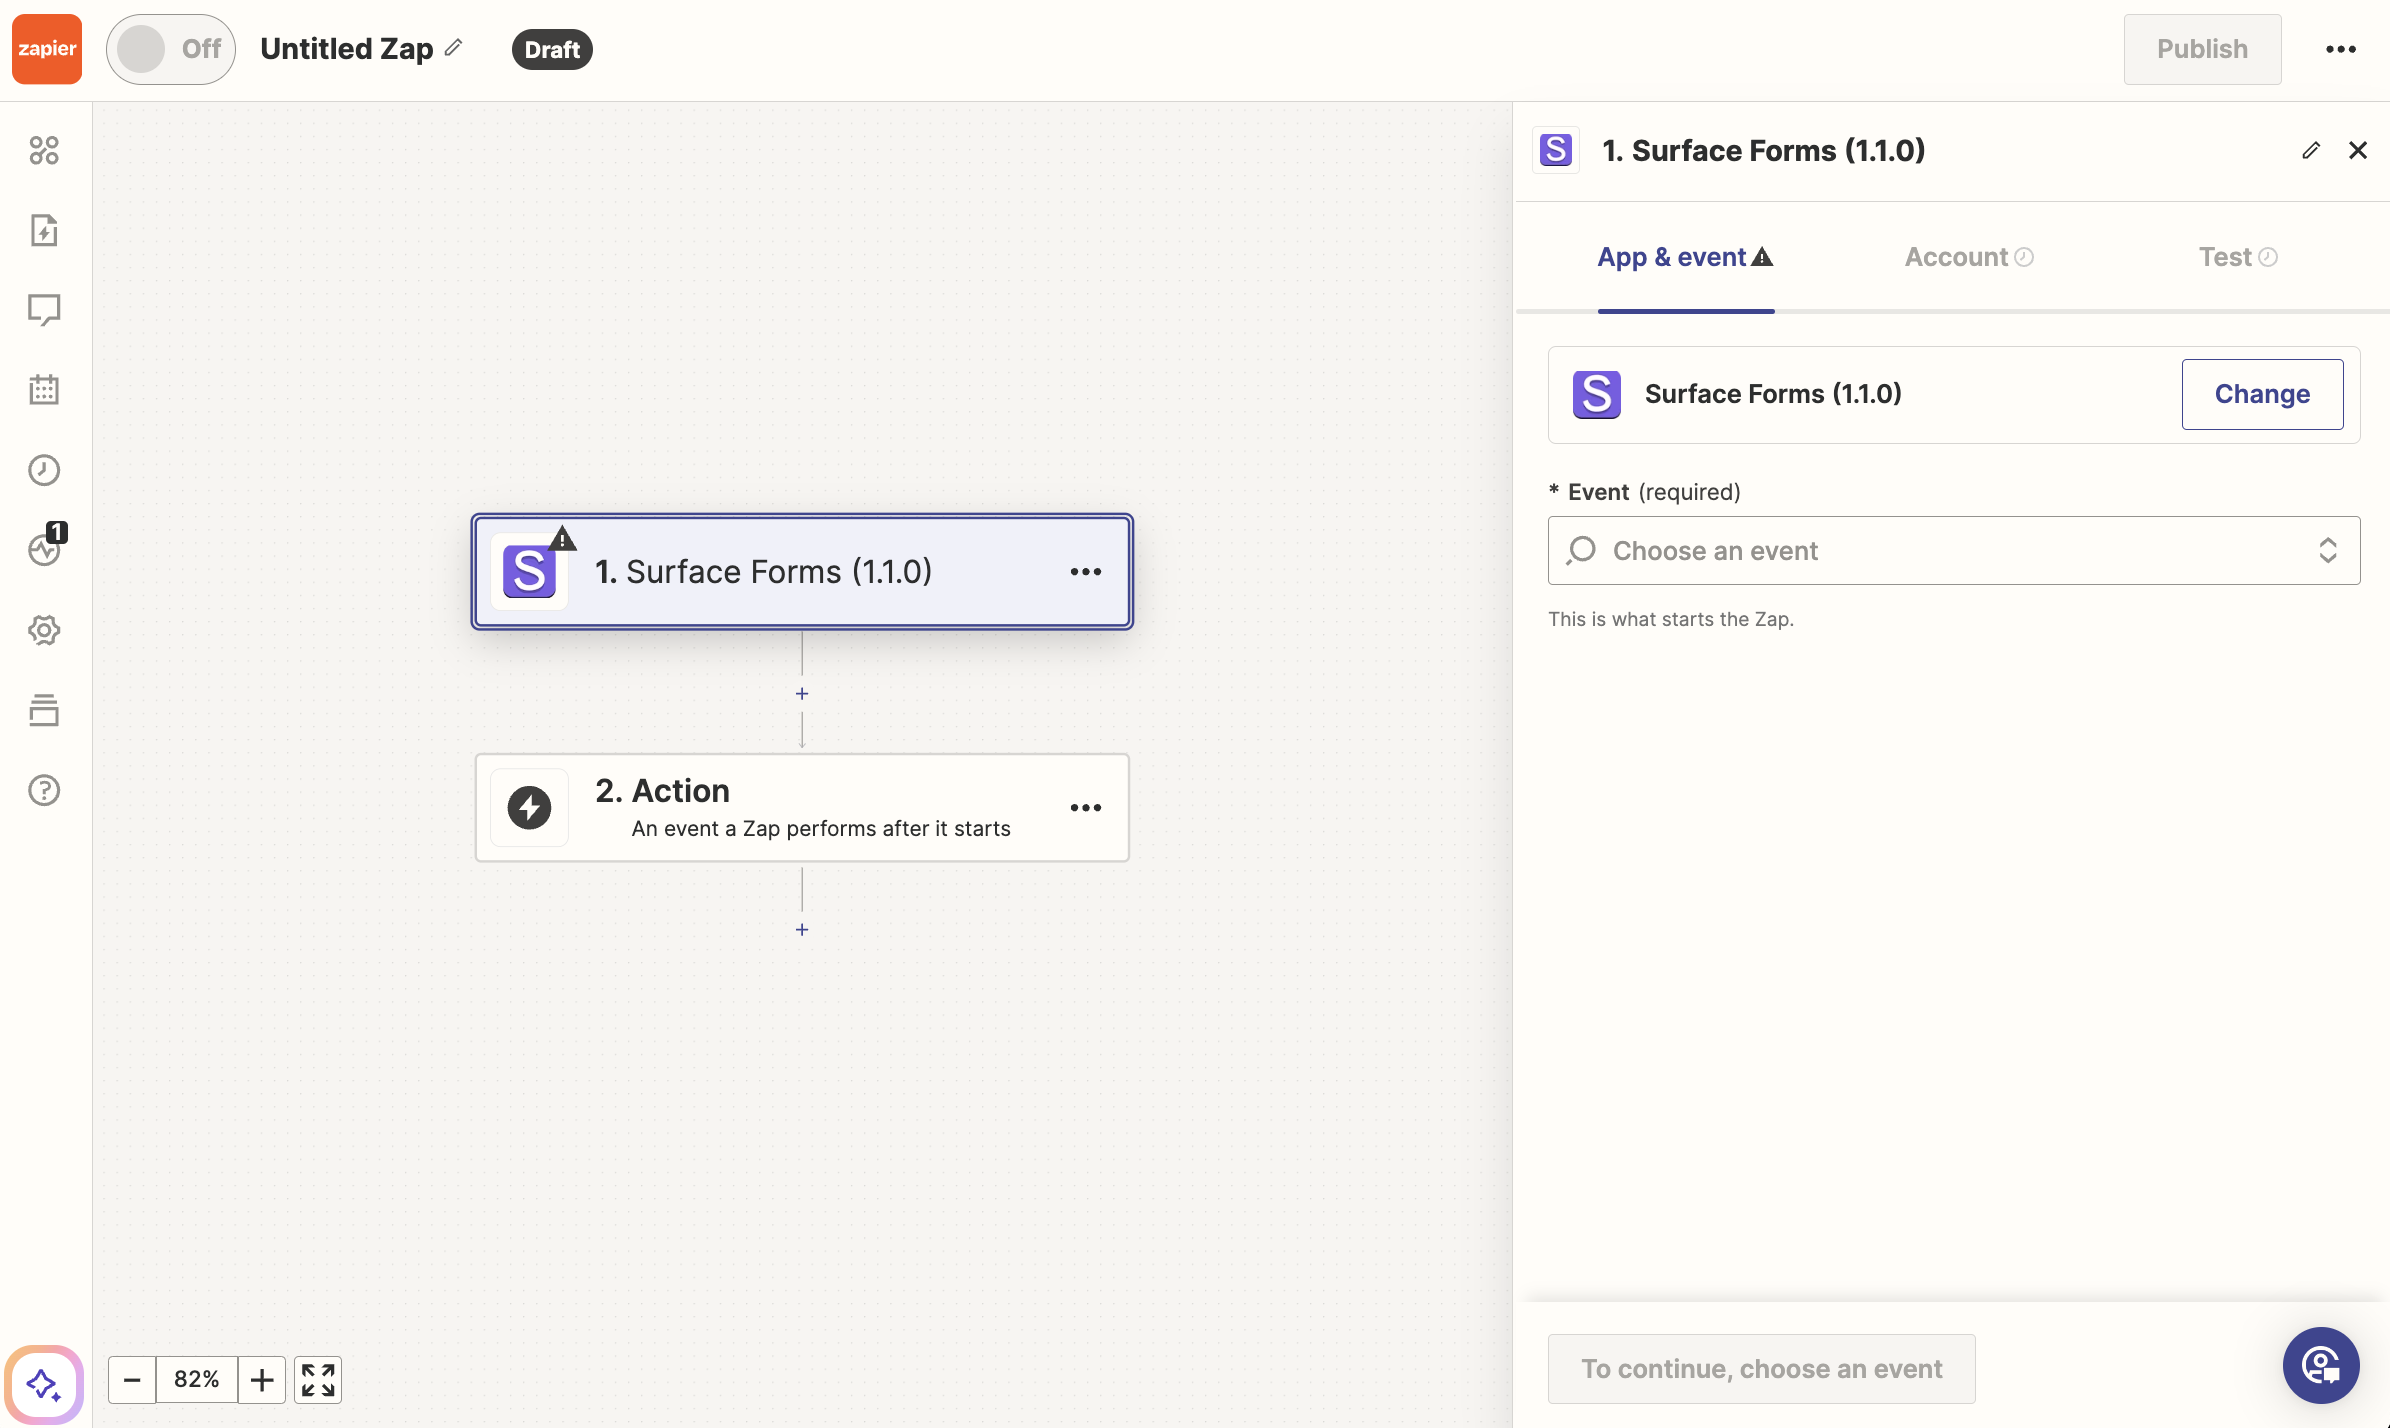 zapier
Off
Untitled Zap
Draft
Publish
1. Surface Forms (1.1.0)
App & event
Account
Test
S
Surface Forms (1.1.0)
Change
* Event (required)
Choose an event
This is what starts the Zap.
1
S
1. Surface Forms (1.1.0)
2. Action
An event a Zap performs after it starts
82%
To continue, choose an event